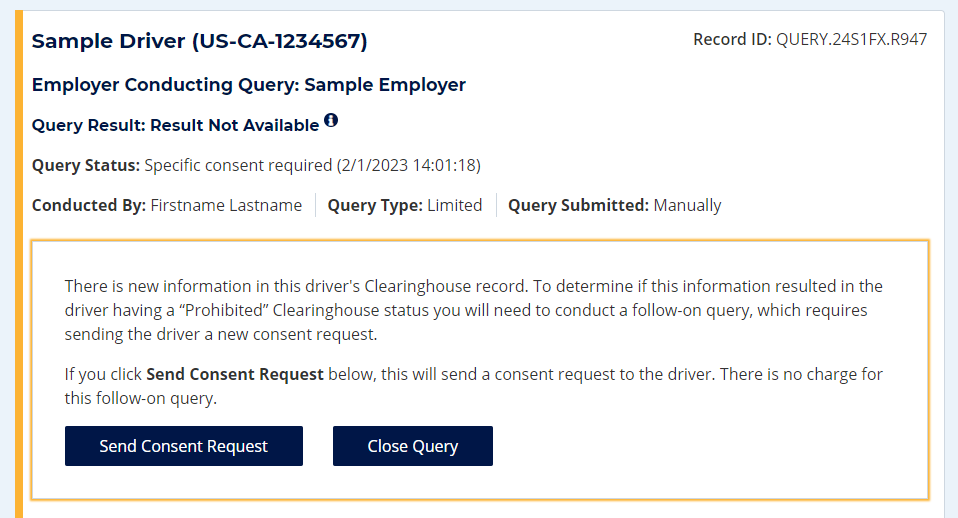 Sample Driver (US-CA-1234567)
Record ID: QUERY.24S1FX.R947
Employer Conducting Query: Sample Employer
Query Result: Result Not Available
Query Status: Specific consent required (2/1/2023 14:01:18)
Conducted By: Firstname Lastname
Query Type: Limited
Query Submitted: Manually
There is new information in this driver's Clearinghouse record. To determine if this information resulted in the
driver having a “Prohibited” Clearinghouse status you will need to conduct a follow-on query, which requires
sending the driver a new consent request.
If you click Send Consent Request below, this will send a consent request to the driver. There is no charge for
this follow-on query.
Send Consent Request
Close Query